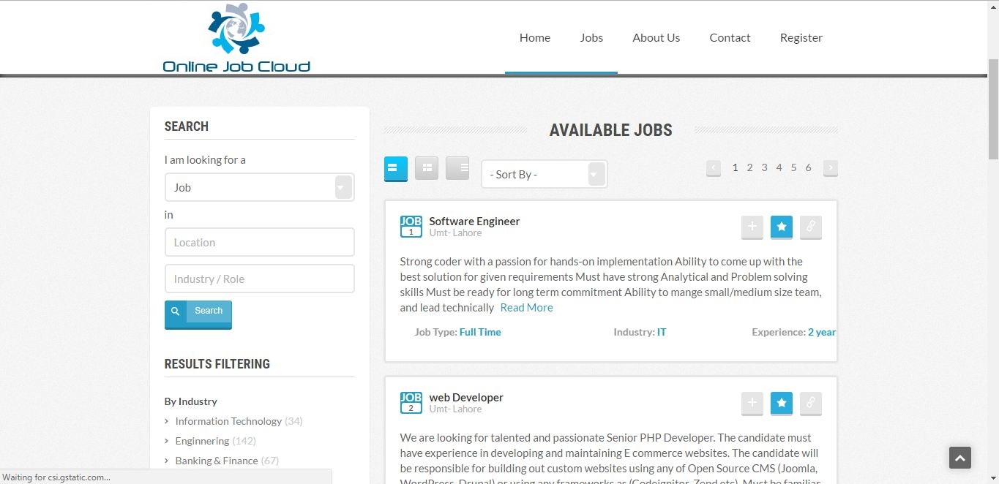 Online Job Cloud
Home Jobs About Us Contact Register
SEARCH
I am looking for a
Job
in
Location
Industry / Role
Search
RESULTS FILTERING
By Industry
Information Technology (34)
Enginnering (142)
Banking & Finance (67)
AVAILABLE JOBS
- Sort By -
1 2 3 4 5 6
JOB
1
Software Engineer
Umt- Lahore
Strong coder with a passion for hands-on implementation Ability to come up with the
best solution for given requirements Must have strong Analytical and Problem solving
skills Must be ready for long term commitment Ability to mange small/medium size team,
and lead technically Read More
Job Type: Full Time Industry: IT Experience: 2 year
JOB
2
web Developer
Umt- Lahore
We are looking for talented and passionate Senior PHP Developer. The candidate must
have experience in developing and maintaining E commerce websites. The candidate will
be responsible for building out custom websites using any of Open Source CMS (Joomla,
WordPress, Drupal) or using any frameworks as (Codeignitor, Zend etc). Must be familiar
Waiting for csi.gstatic.com...